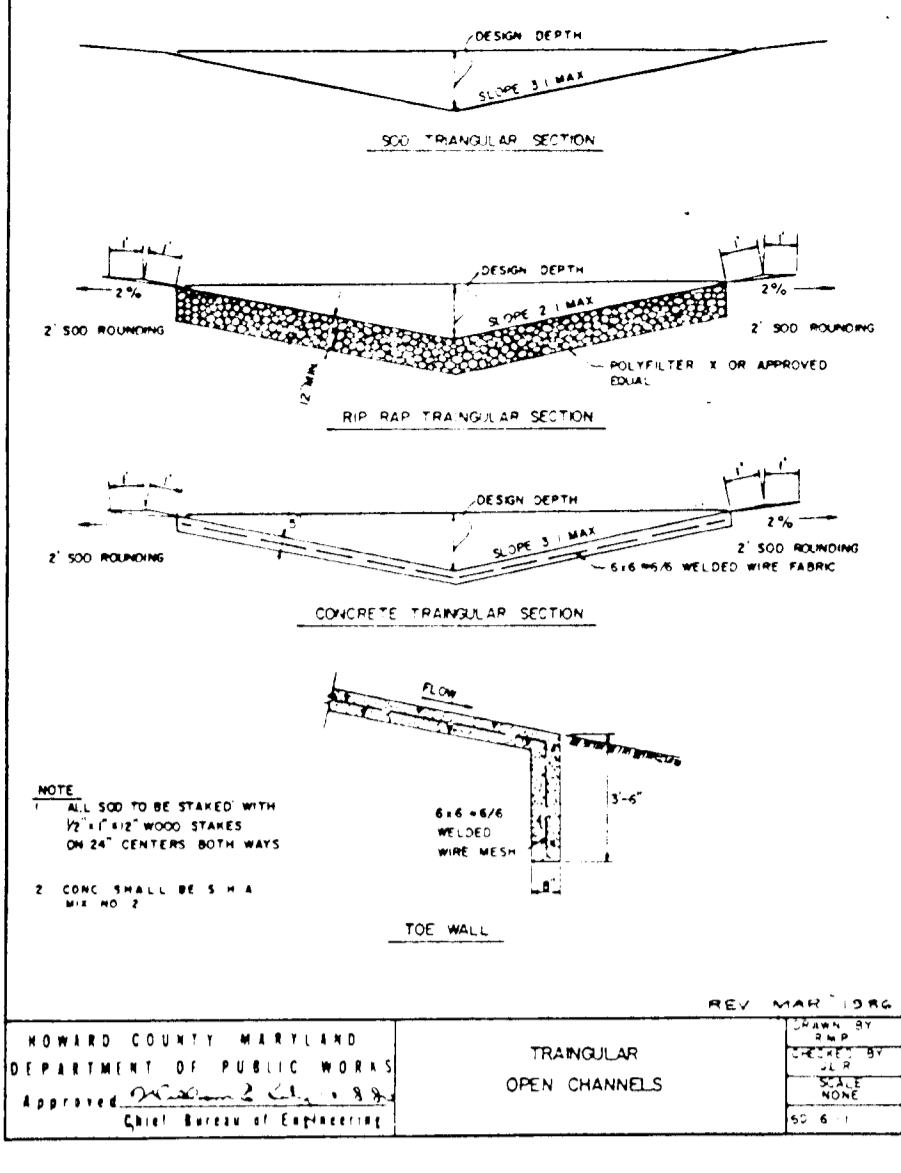 DESIGN DEPTH
SLOPE 3:1 MAX
SOD TRIANGULAR SECTION
1' 1'
1' 1'
2%
2' SOD ROUNDING
DESIGN DEPTH
SLOPE 2:1 MAX
2%
2' SOD ROUNDING
12" MIN
POLYFILTER X OR APPROVED
EQUAL
RIP RAP TRAINGULAR SECTION
1' 1'
1' 1'
2' SOD ROUNDING
5"
DESIGN DEPTH
SLOPE 3:1 MAX
2%
2' SOD ROUNDING
6x6 #6/6 WELDED WIRE FABRIC
CONCRETE TRAINGULAR SECTION
FLOW
3'-6"
6x6 #6/6
WELDED
WIRE MESH
8"
TOE WALL
NOTE
1 ALL SOD TO BE STAKED WITH
1/2" x 1" x 12" WOOD STAKES
ON 24" CENTERS BOTH WAYS
2 CONC SHALL BE S H A
MIX NO 2
REV MAR 1986
HOWARD COUNTY MARYLAND
DEPARTMENT OF PUBLIC WORKS
Approved
Chief Bureau of Engineering
TRAINGULAR
OPEN CHANNELS
DRAWN BY
RMP
CHECKED BY
SCALE
NONE
SD 6